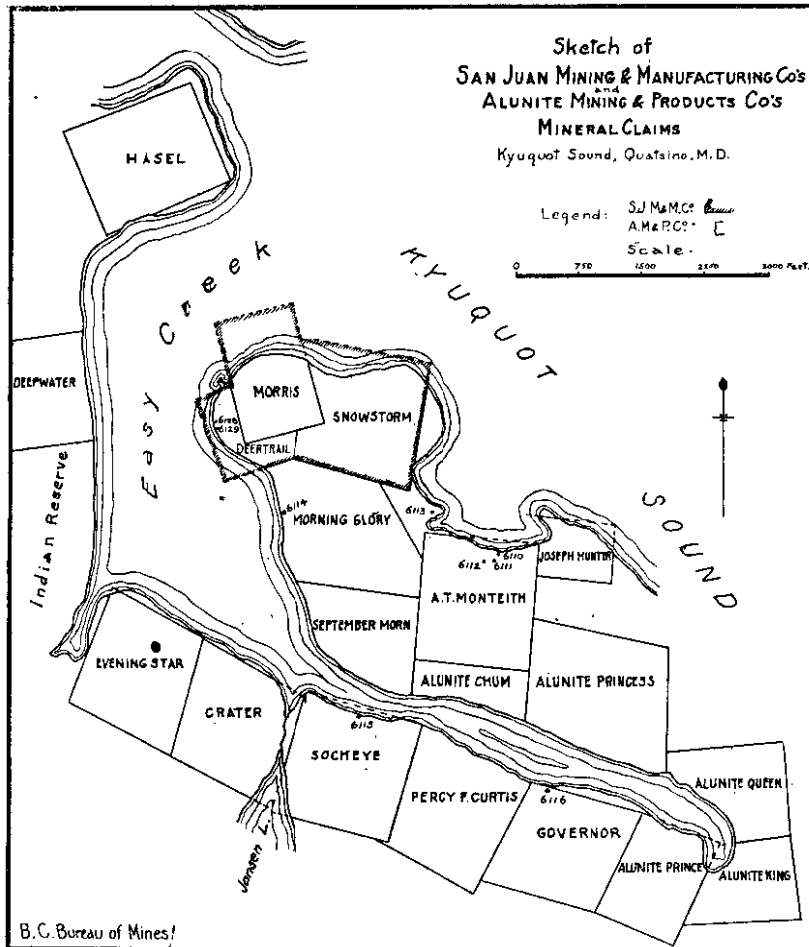 Sketch of
SAN JUAN MINING & MANUFACTURING Co's
and
ALUNITE MINING & PRODUCTS Co's
MINERAL CLAIMS
Kyuquot Sound, Quatsino, M.D.
Legend: S.J M&M.Co
A.M&P.Co
Scale
0 750 1500 3000 FEET
HASEL
Easy Creek
KYUQUOT
SOUND
DEEPWATER
Indian Reserve
MORRIS
SNOWSTORM
6129
DEERTRAIL
6114
MORNING GLORY
6113
6110
6112 6111
JOSEPH HUNTER
A.T. MONTEITH
SEPTEMBER MORN
ALUNITE CHUM
ALUNITE PRINCESS
EVENING STAR
CRATER
SOCKEYE
6115
PERCY F. CURTIS
6116
GOVERNOR
ALUNITE QUEEN
ALUNITE PRINCE
ALUNITE KING
Jansen L.
B.C. Bureau of Mines!